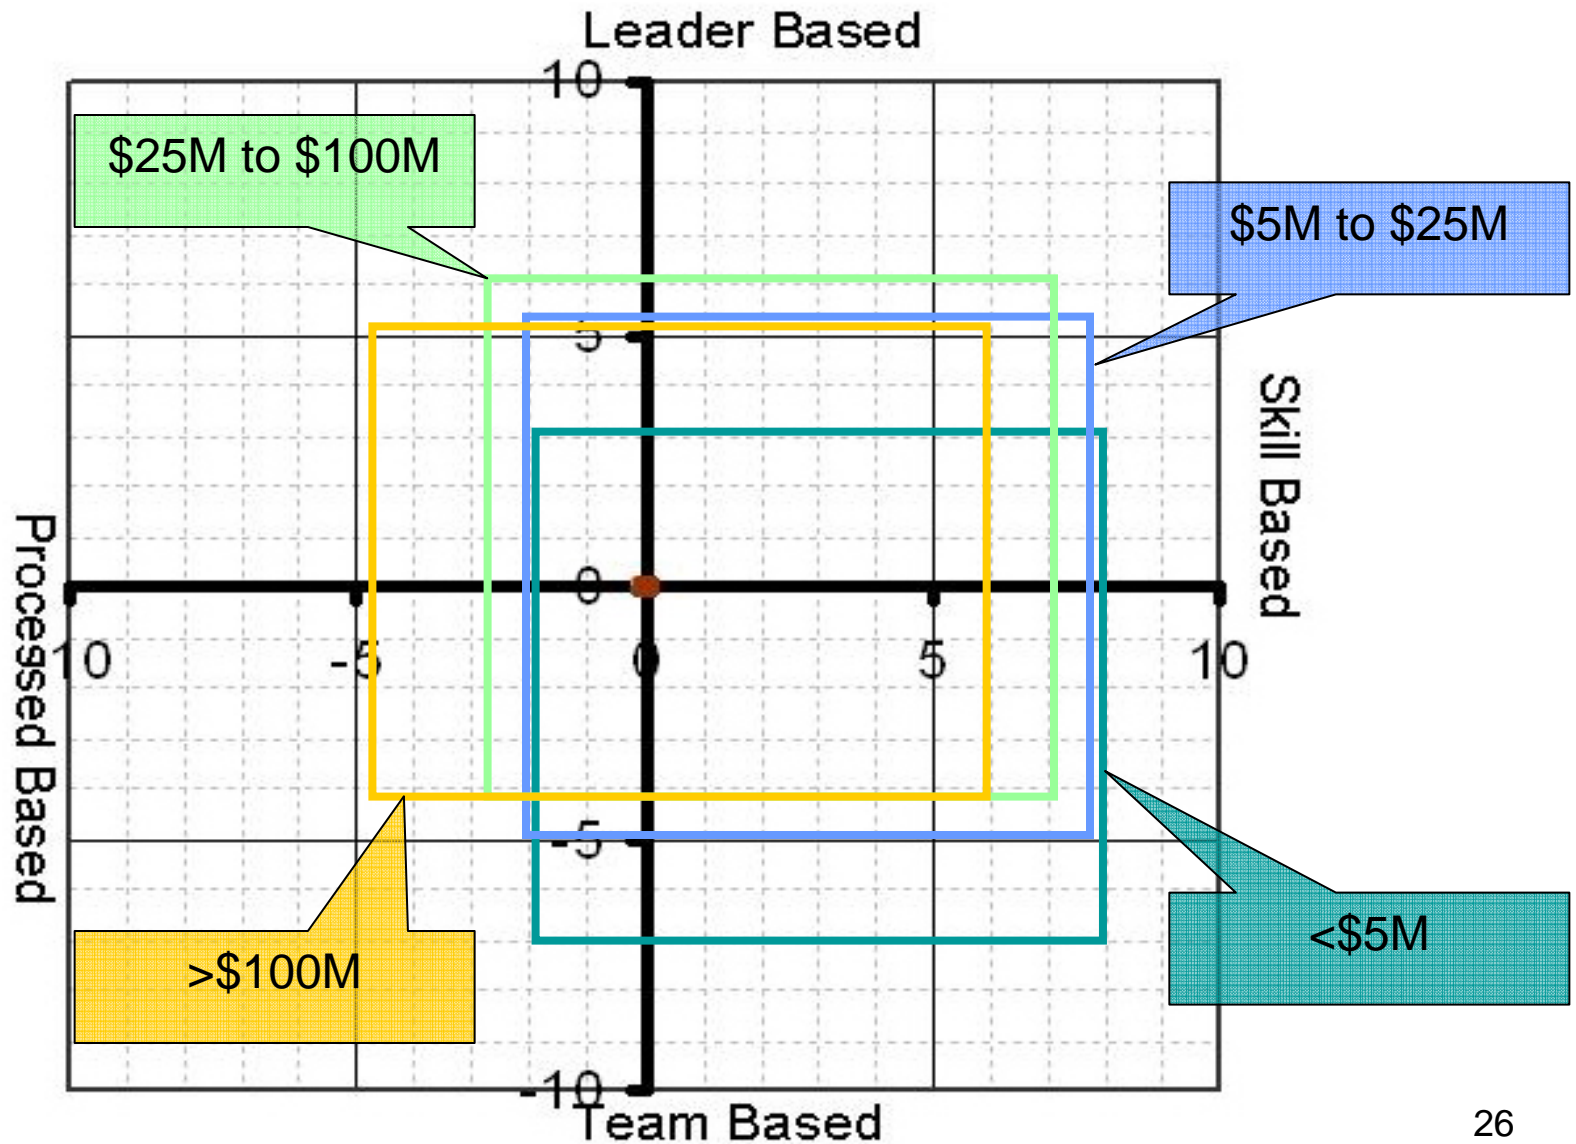 Leader Based
10
$25M to $100M
$5M to $25M
5
Skill Based
Processed Based
0
10
-5
0
5
10
-5
>$100M
<$5M
-10
Team Based
26